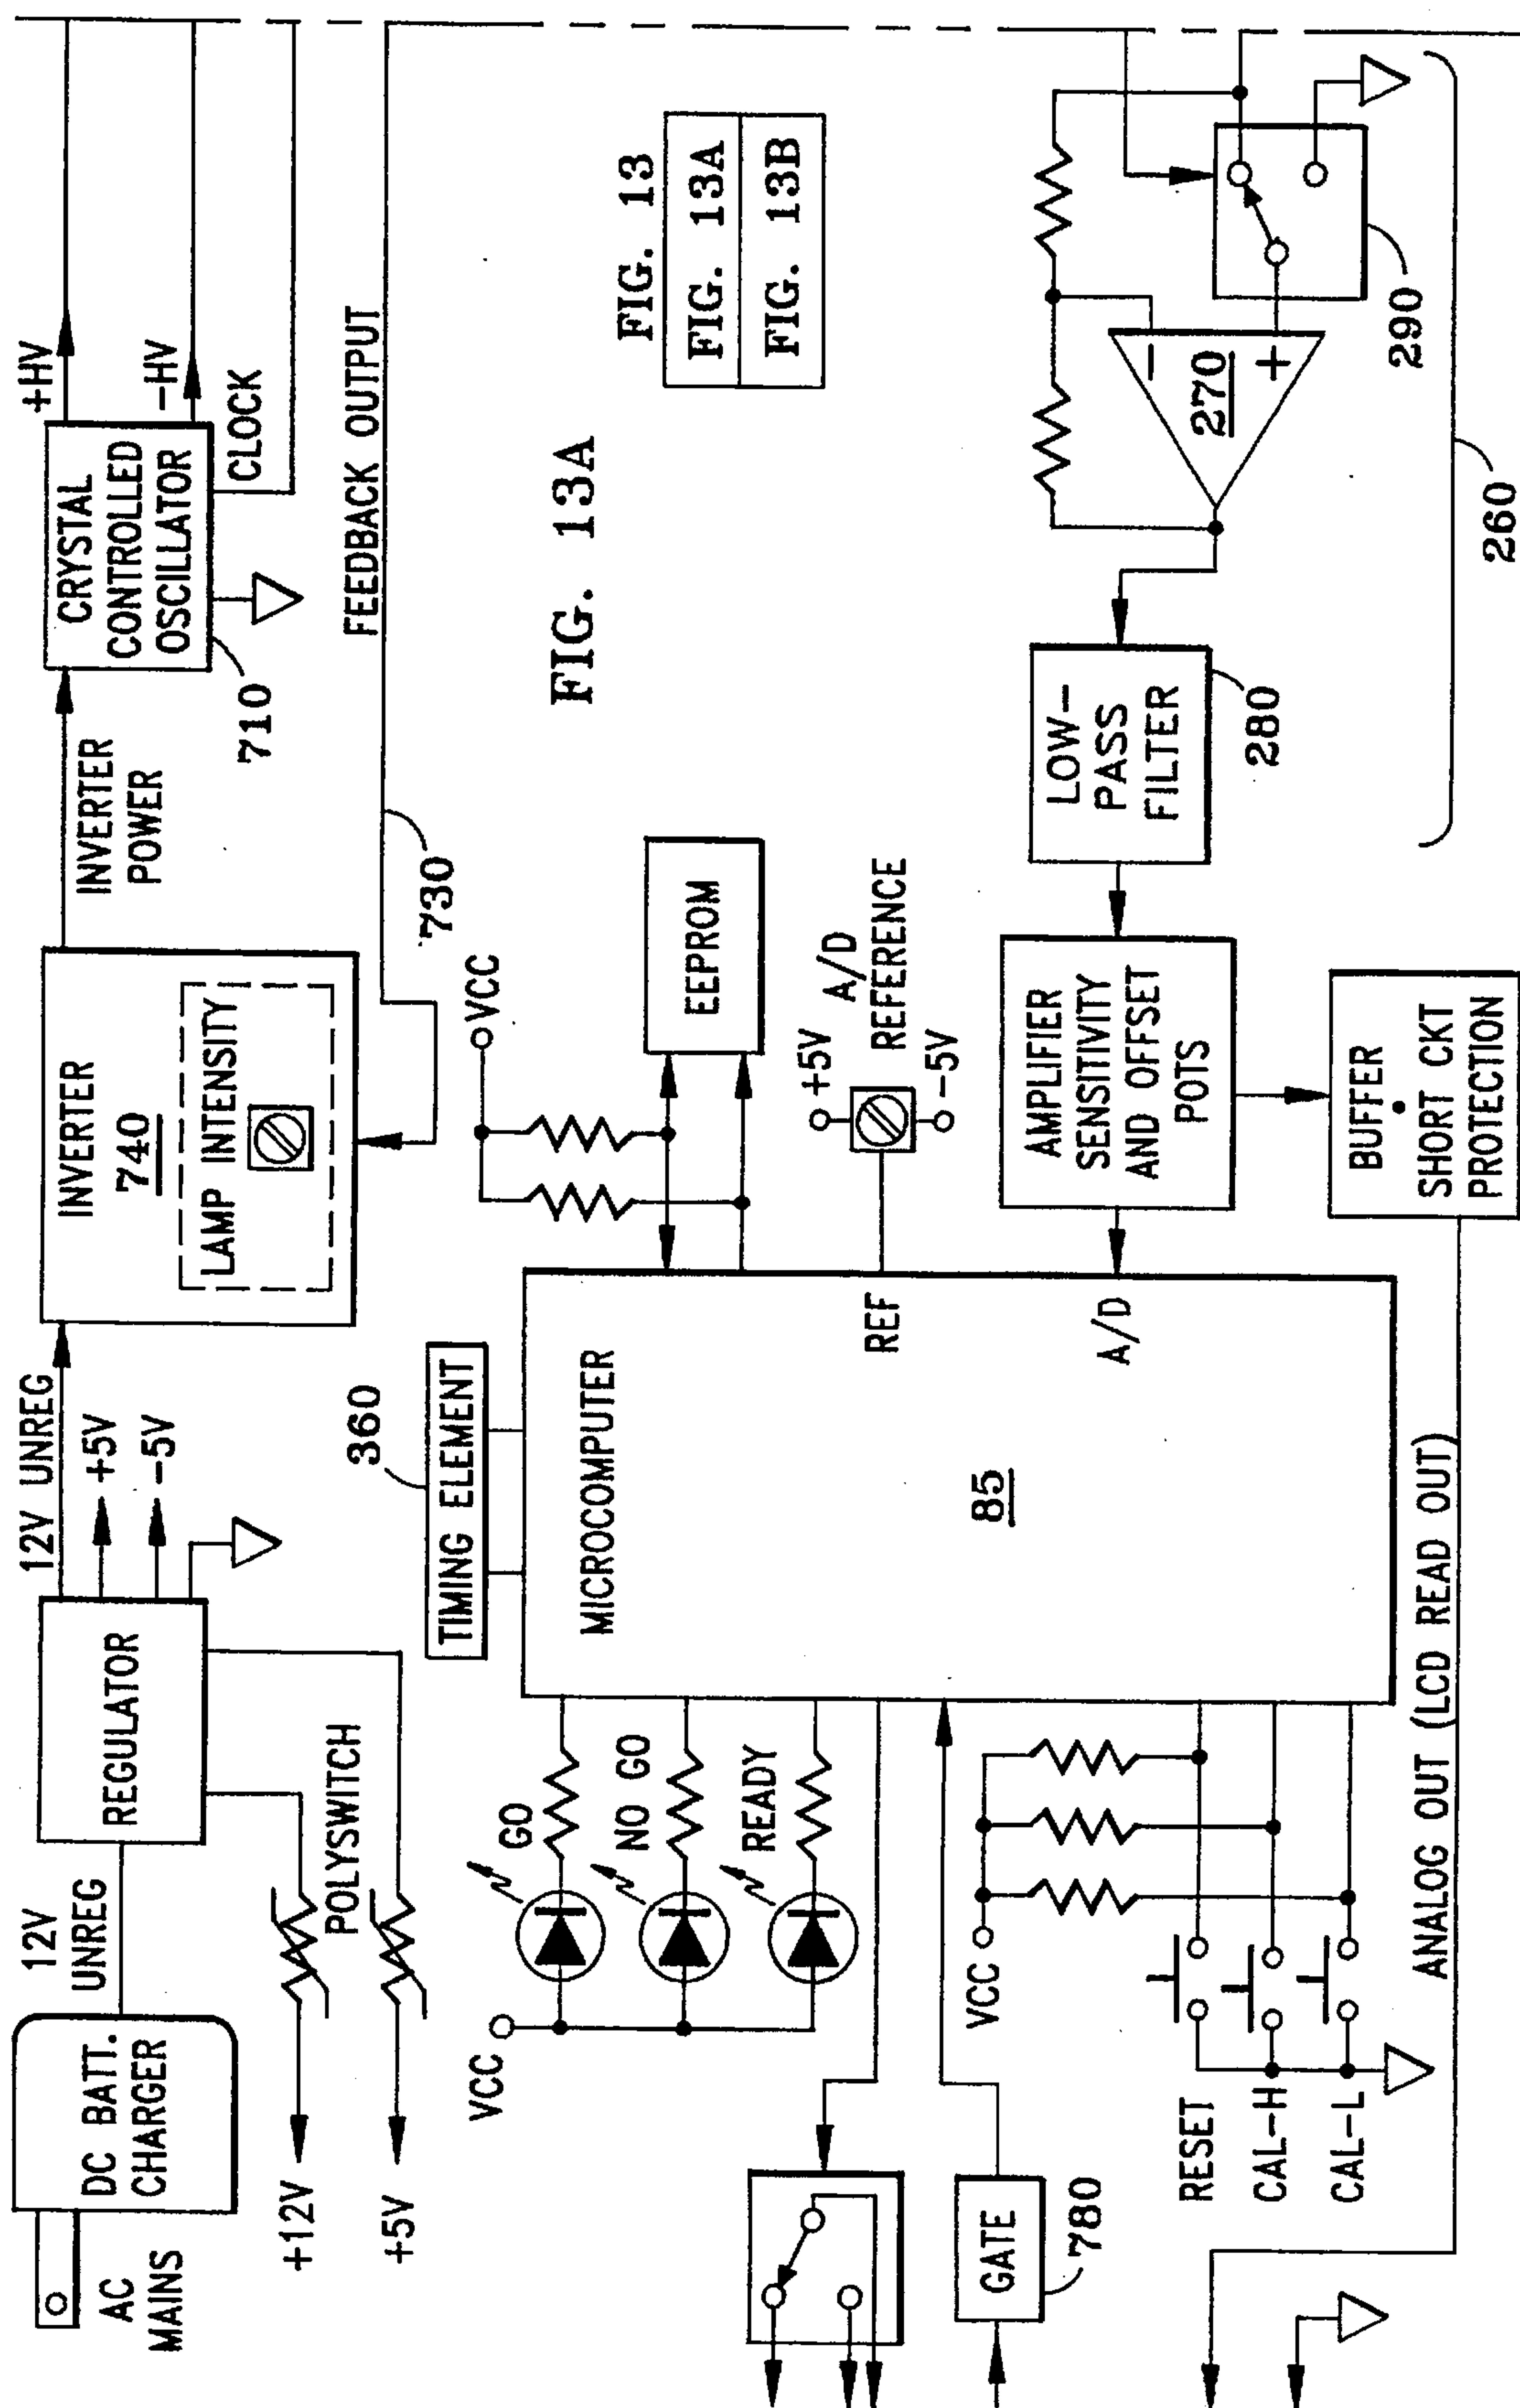 AC
MAINS
DC BATT.
CHARGER
12V
UNREG
REGULATOR
12V UNREG
+5V
-5V
+12V
+5V
POLYSWITCH
INVERTER
740
LAMP INTENSITY
INVERTER
POWER
CRYSTAL
CONTROLLED
OSCILLATOR
710
+HV
-HV
CLOCK
FEEDBACK OUTPUT
730
360
TIMING ELEMENT
MICROCOMPUTER
85
REF
A/D
VCC
GO
NO GO
READY
VCC
EEPROM
+5V
A/D
REFERENCE
-5V
FIG. 13A
FIG. 13
FIG. 13A
FIG. 13B
GATE
780
VCC
RESET
CAL-H
CAL-L
AMPLIFIER
SENSITIVITY
AND OFFSET
POTS
LOW-
PASS
FILTER
280
-
270
+
290
260
BUFFER
•
SHORT CKT
PROTECTION
ANALOG OUT (LCD READ OUT)